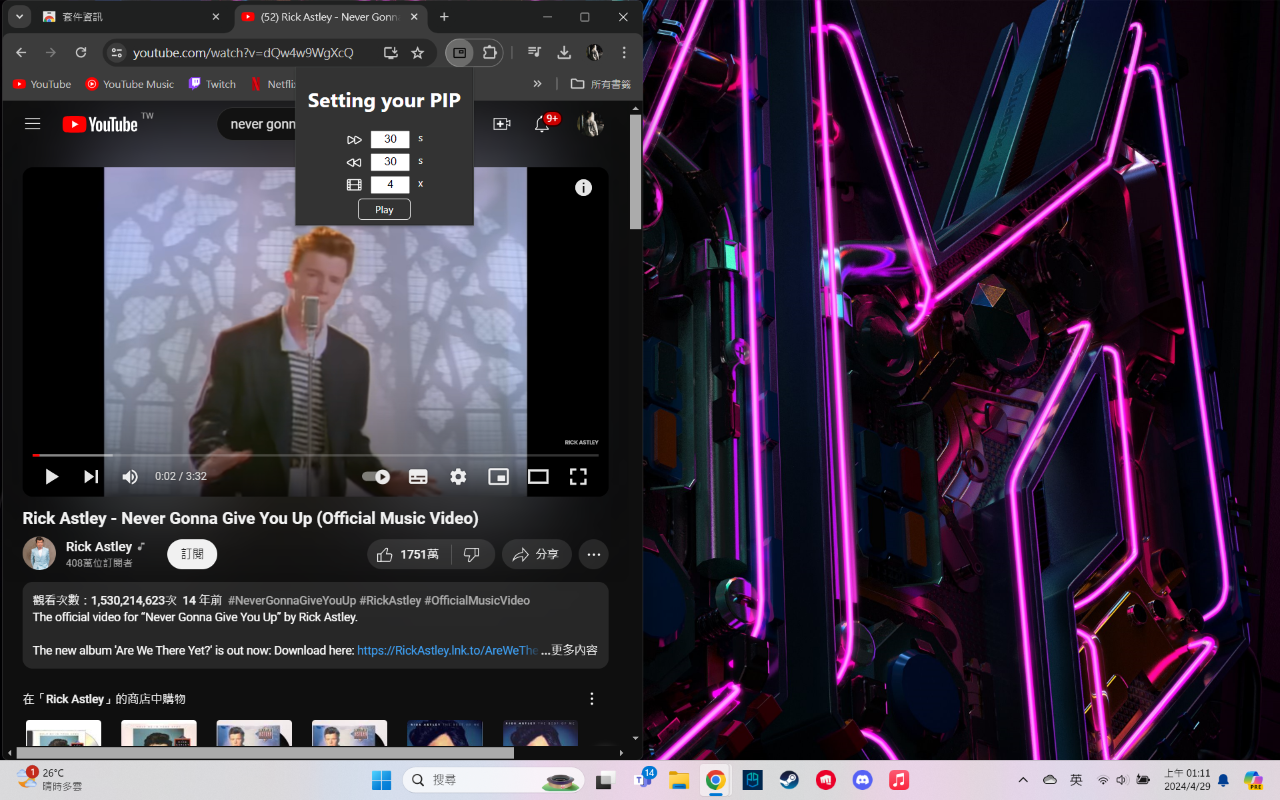 套件資訊
(52) Rick Astley - Never Gonna
youtube.com/watch?v=dQw4w9WgXcQ
YouTube
YouTube Music
Twitch
Netfli
»
所有書籤
Setting your PIP
30 s
30 s
4 x
Play
YouTube TW
never gonn
9+
RICK ASTLEY
0:02 / 3:32
Rick Astley - Never Gonna Give You Up (Official Music Video)
Rick Astley
408萬位訂閱者
訂閱
1751萬
分享
觀看次數：1,530,214,623次 14 年前 #NeverGonnaGiveYouUp #RickAstley #OfficialMusicVideo
The official video for “Never Gonna Give You Up” by Rick Astley.
The new album ‘Are We There Yet?’ is out now: Download here: https://RickAstley.lnk.to/AreWeThe ...更多內容
在「Rick Astley」的商店中購物
PREDATOR
1
26°C
晴時多雲
搜尋
14
英
上午 01:11
2024/4/29
PRE